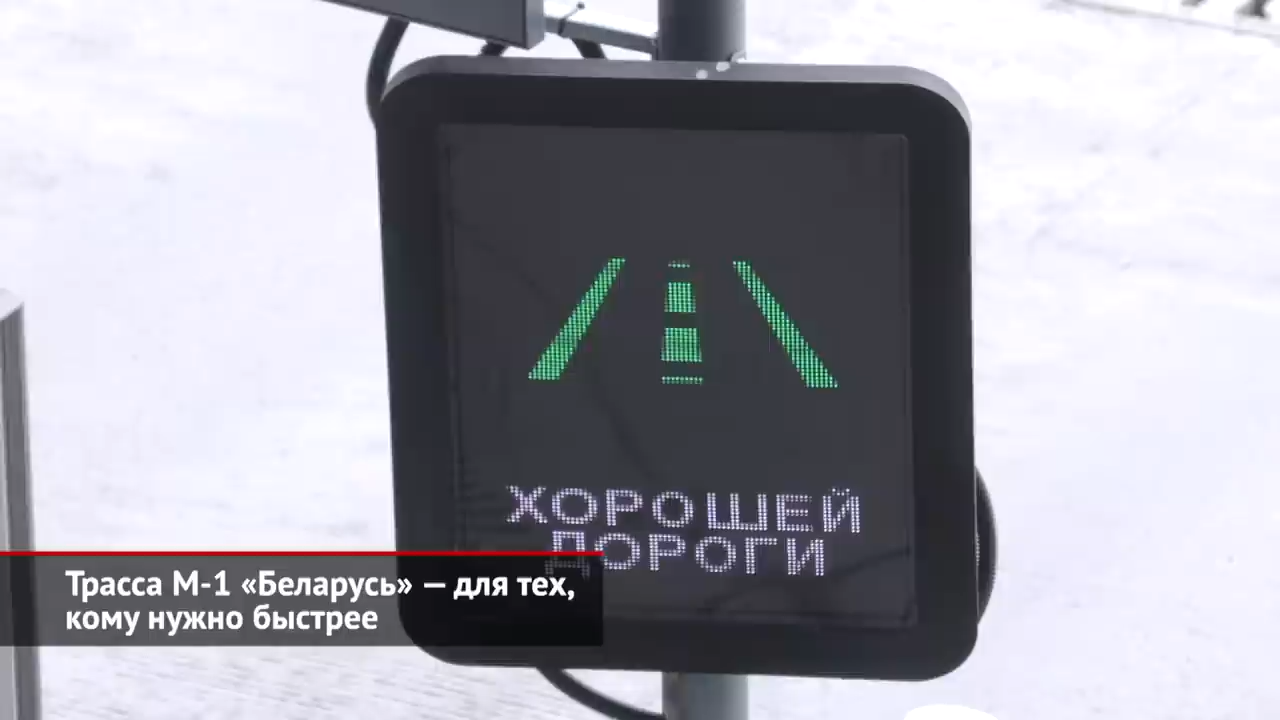 ХОРОШЕЙ
ДОРОГИ
Трасса М-1 «Беларусь» — для тех,
кому нужно быстрее